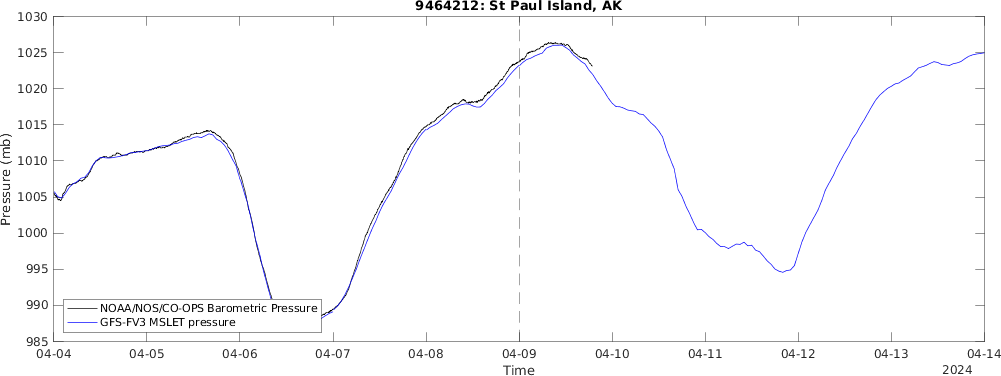 9464212: St Paul Island, AK
Pressure (mb)
1030
1025
1020
1015
1010
1005
1000
995
990
985
NOAA/NOS/CO-OPS Barometric Pressure
GFS-FV3 MSLET pressure
04-04 04-05 04-06 04-07 04-08 04-09 04-10 04-11 04-12 04-13 04-14
Time
2024